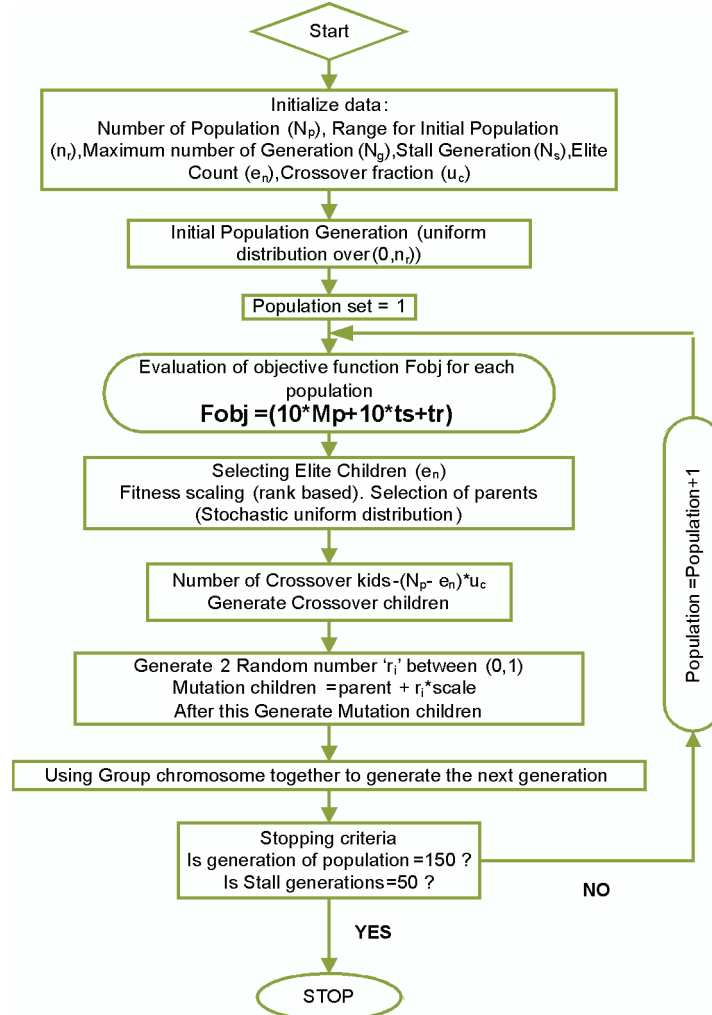 Start
Initialize data:
Number of Population (Nₚ), Range for Initial Population
(nᵣ),Maximum number of Generation (N_g),Stall Generation (Nₛ),Elite
Count (eₙ),Crossover fraction (u_c)
Initial Population Generation (uniform
distribution over (0,nᵣ))
Population set = 1
Evaluation of objective function Fobj for each
population
Fobj =(10*Mp+10*ts+tr)
Selecting Elite Children (eₙ)
Fitness scaling (rank based). Selection of parents
(Stochastic uniform distribution)
Number of Crossover kids-(Nₚ- eₙ)*u_c
Generate Crossover children
Generate 2 Random number ‘rᵢ’ between (0,1)
Mutation children =parent + rᵢ*scale
After this Generate Mutation children
Using Group chromosome together to generate the next generation
Stopping criteria
Is generation of population =150 ?
Is Stall generations=50 ?
NO
YES
STOP
Population =Population+1